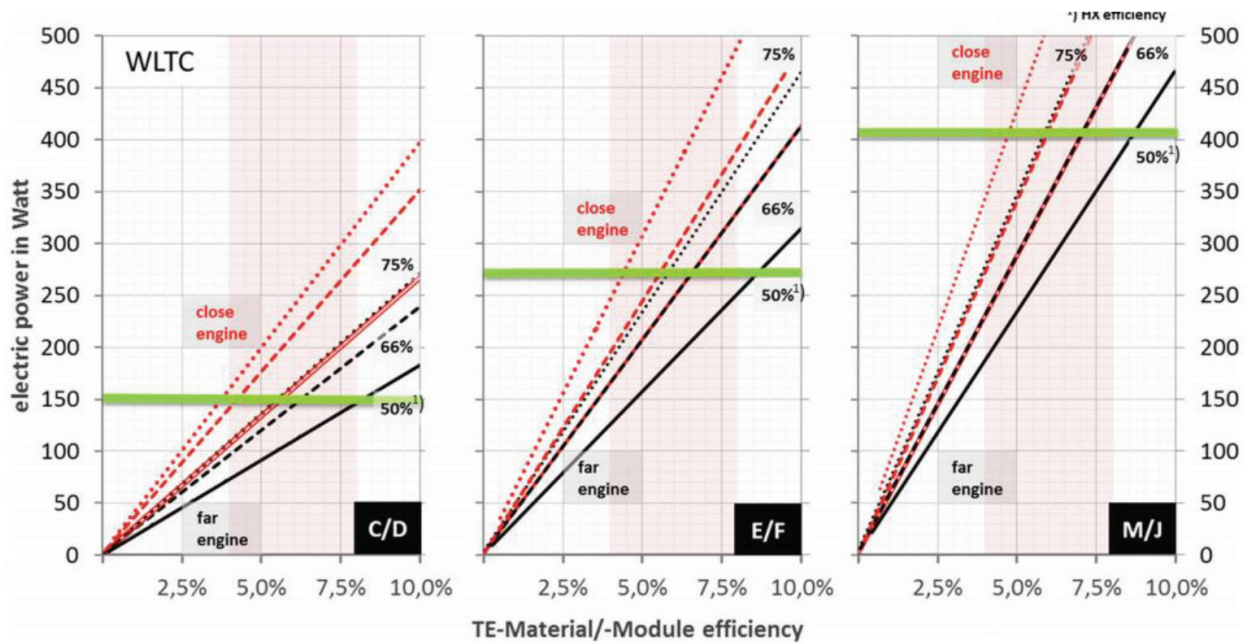 ¹) HX efficiency
electric power in Watt
500
450
400
350
300
250
200
150
100
50
0
WLTC
close
engine
75%
66%
50%¹)
far
engine
C/D
2,5%
5,0%
7,5%
10,0%
75%
close
engine
66%
50%¹)
far
engine
E/F
2,5%
5,0%
7,5%
10,0%
close
engine
75%
66%
50%¹)
far
engine
M/J
2,5%
5,0%
7,5%
10,0%
500
450
400
350
300
250
200
150
100
50
0
TE-Material/-Module efficiency